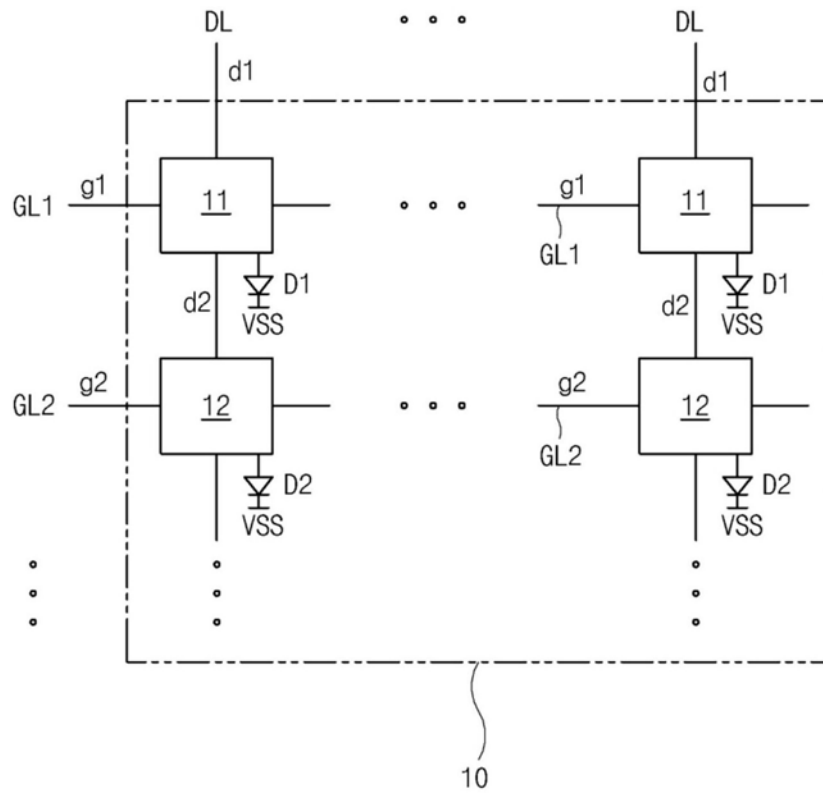 DL DL
d1 d1
g1 g1
GL1 11 11
GL1
D1 D1
d2 VSS d2 VSS
g2 g2
GL2 12 12
GL2
D2 D2
VSS VSS
10